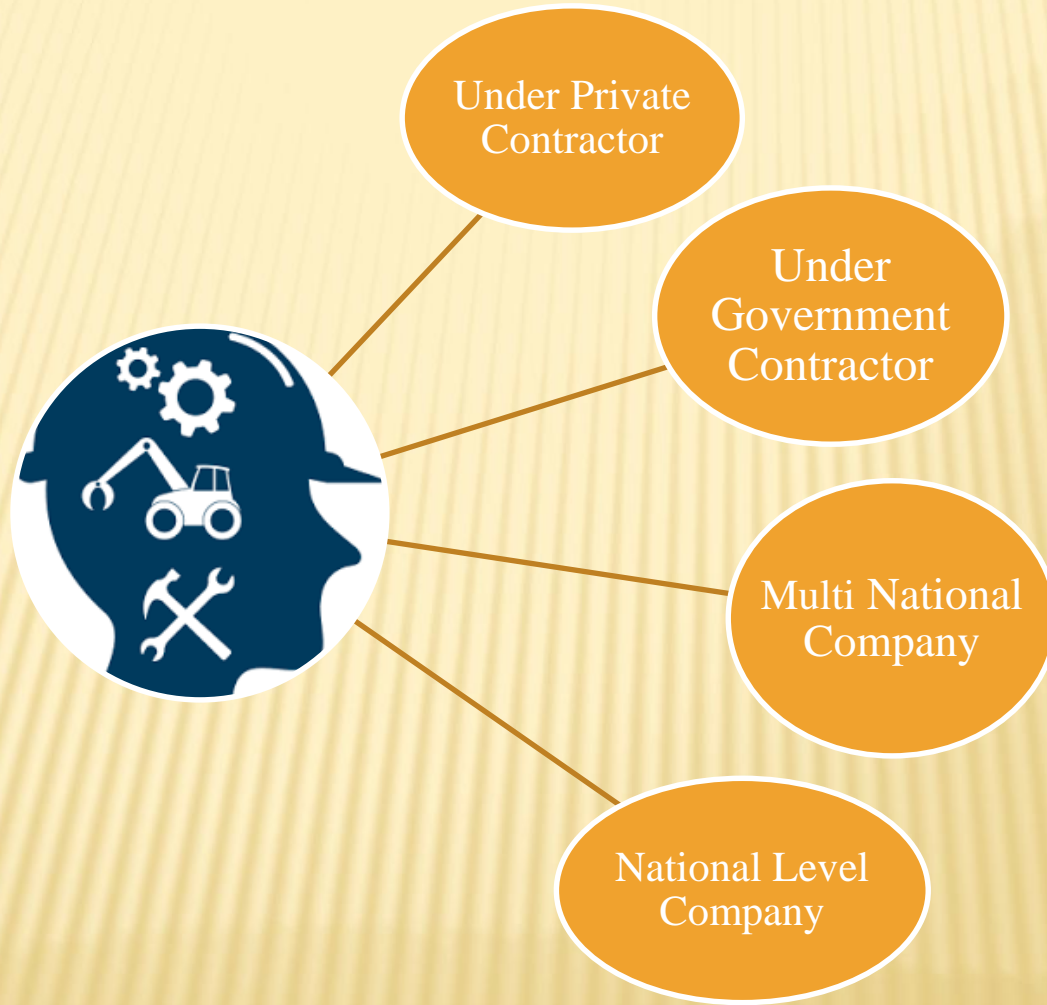 Under Private
Contractor
Under
Government
Contractor
Multi National
Company
National Level
Company